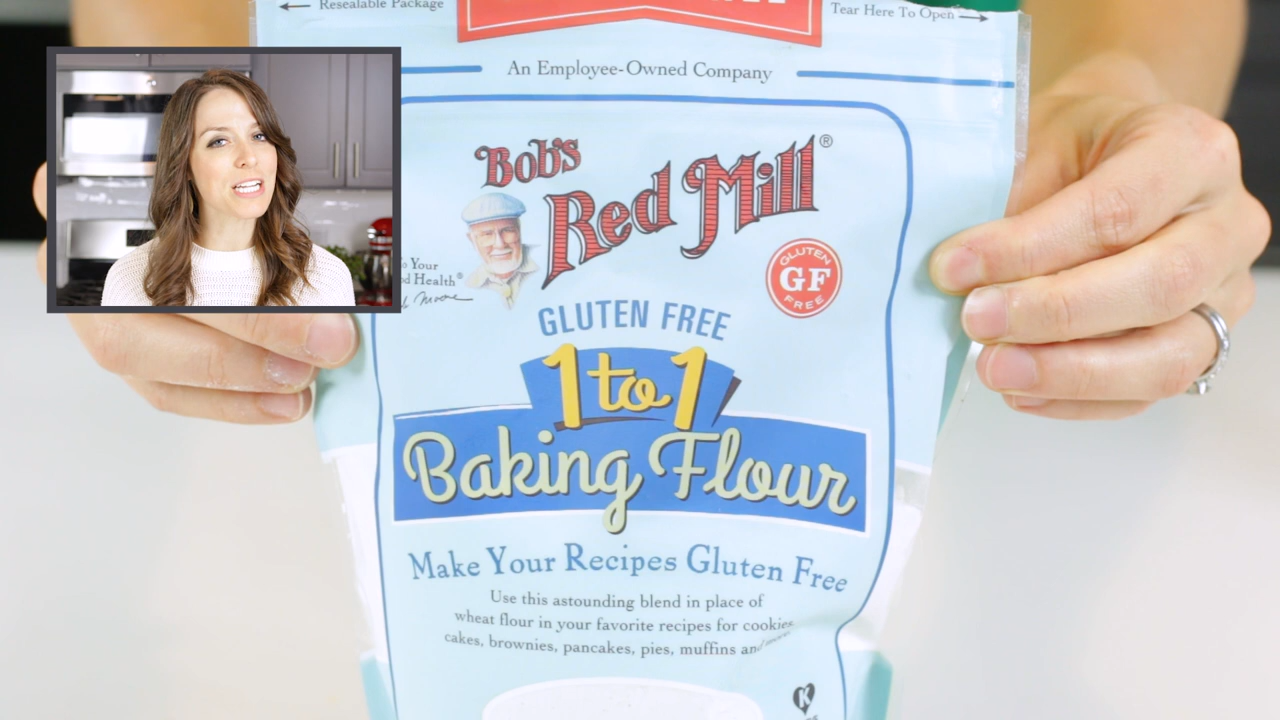 Resealable Package
Tear Here To Open
An Employee-Owned Company
Bob's
Red Mill®
Your
Health®
GLUTEN
GF
FREE
GLUTEN FREE
1 to 1
Baking Flour
Make Your Recipes Gluten Free
Use this astounding blend in place of
wheat flour in your favorite recipes for cookies,
cakes, brownies, pancakes, pies, muffins and more.
K